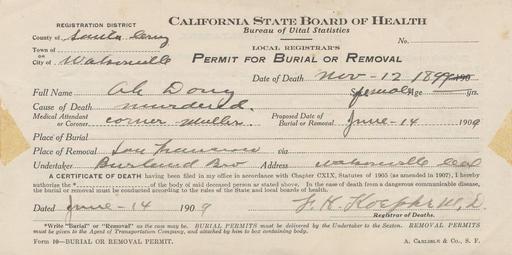 REGISTRATION DISTRICT
CALIFORNIA STATE BOARD OF HEALTH
County of Santa Cruz
Bureau of Vital Statistics
Town of
or
LOCAL REGISTRAR'S
No.
City of Watsonville
PERMIT FOR BURIAL OR REMOVAL
Date of Death Nov-12 1899
Full Name Ah Dong
Age yrs.
Cause of Death murdered.
Medical Attendant or Coroner, corner Muller
Proposed Date of Burial or Removal June-14 1909
Place of Burial
Place of Removal San Francisco via
Undertaker Bro Address Watsonville Cal
A CERTIFICATE OF DEATH having been filed in my office in accordance with Chapter CXIX, Statutes of 1905 (as amended in 1907), I hereby
authorize the * of the body of said deceased person as stated above. In the case of death from a dangerous communicable disease,
the burial or removal must be conducted according to the rules of the State and local boards of health.
Dated June-14 1909
F. H. Koepke M.D.
Registrar of Deaths.
*Write "Burial" or "Removal" as the case may be. BURIAL PERMITS must be delivered by the Undertaker to the Sexton. REMOVAL PERMITS
must be given to the Agent of Transportation Company, and attached by him to box containing body.
Form 10—BURIAL OR REMOVAL PERMIT.
A. CARLISLE & CO., S. F.